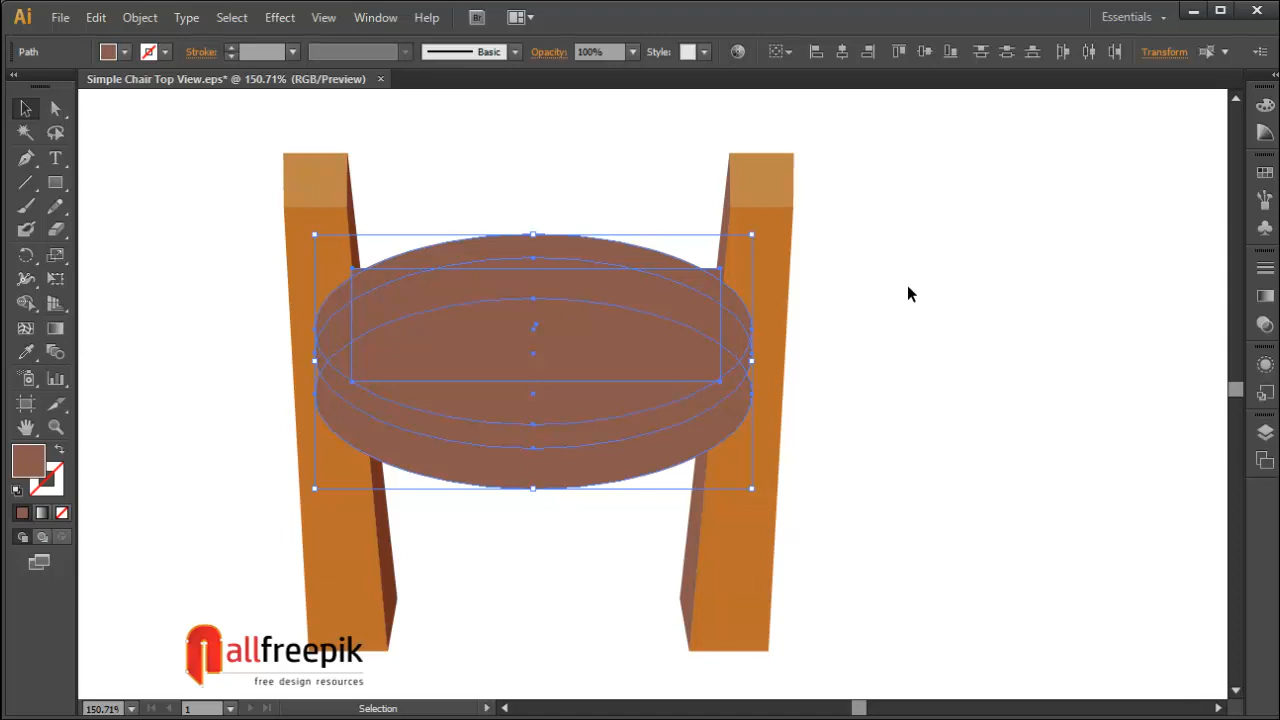 Ai File Edit Object Type Select Effect View Window Help Br Essentials
Path Stroke: Basic Opacity: 100% Style: Transform
Simple Chair Top View.eps* @ 150.71% (RGB/Preview) ×
T
allfreepik
free design resources
150.71% 1 Selection